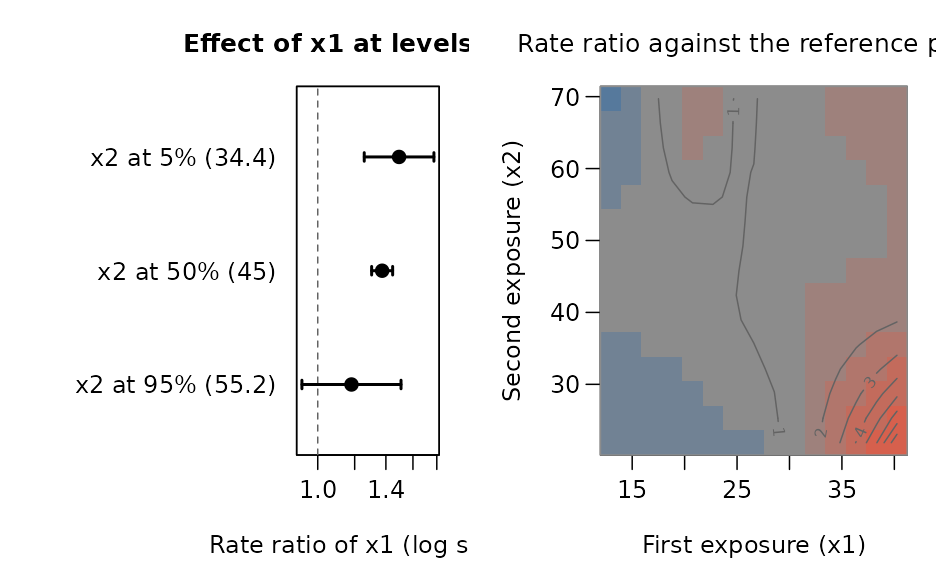 Effect of x1 at levels
x2 at 5% (34.4)
x2 at 50% (45)
x2 at 95% (55.2)
1.0 1.4
Rate ratio of x1 (log s
Rate ratio against the reference p
Second exposure (x2)
70
60
50
40
30
1
1
2
3
4
15 25 35
First exposure (x1)